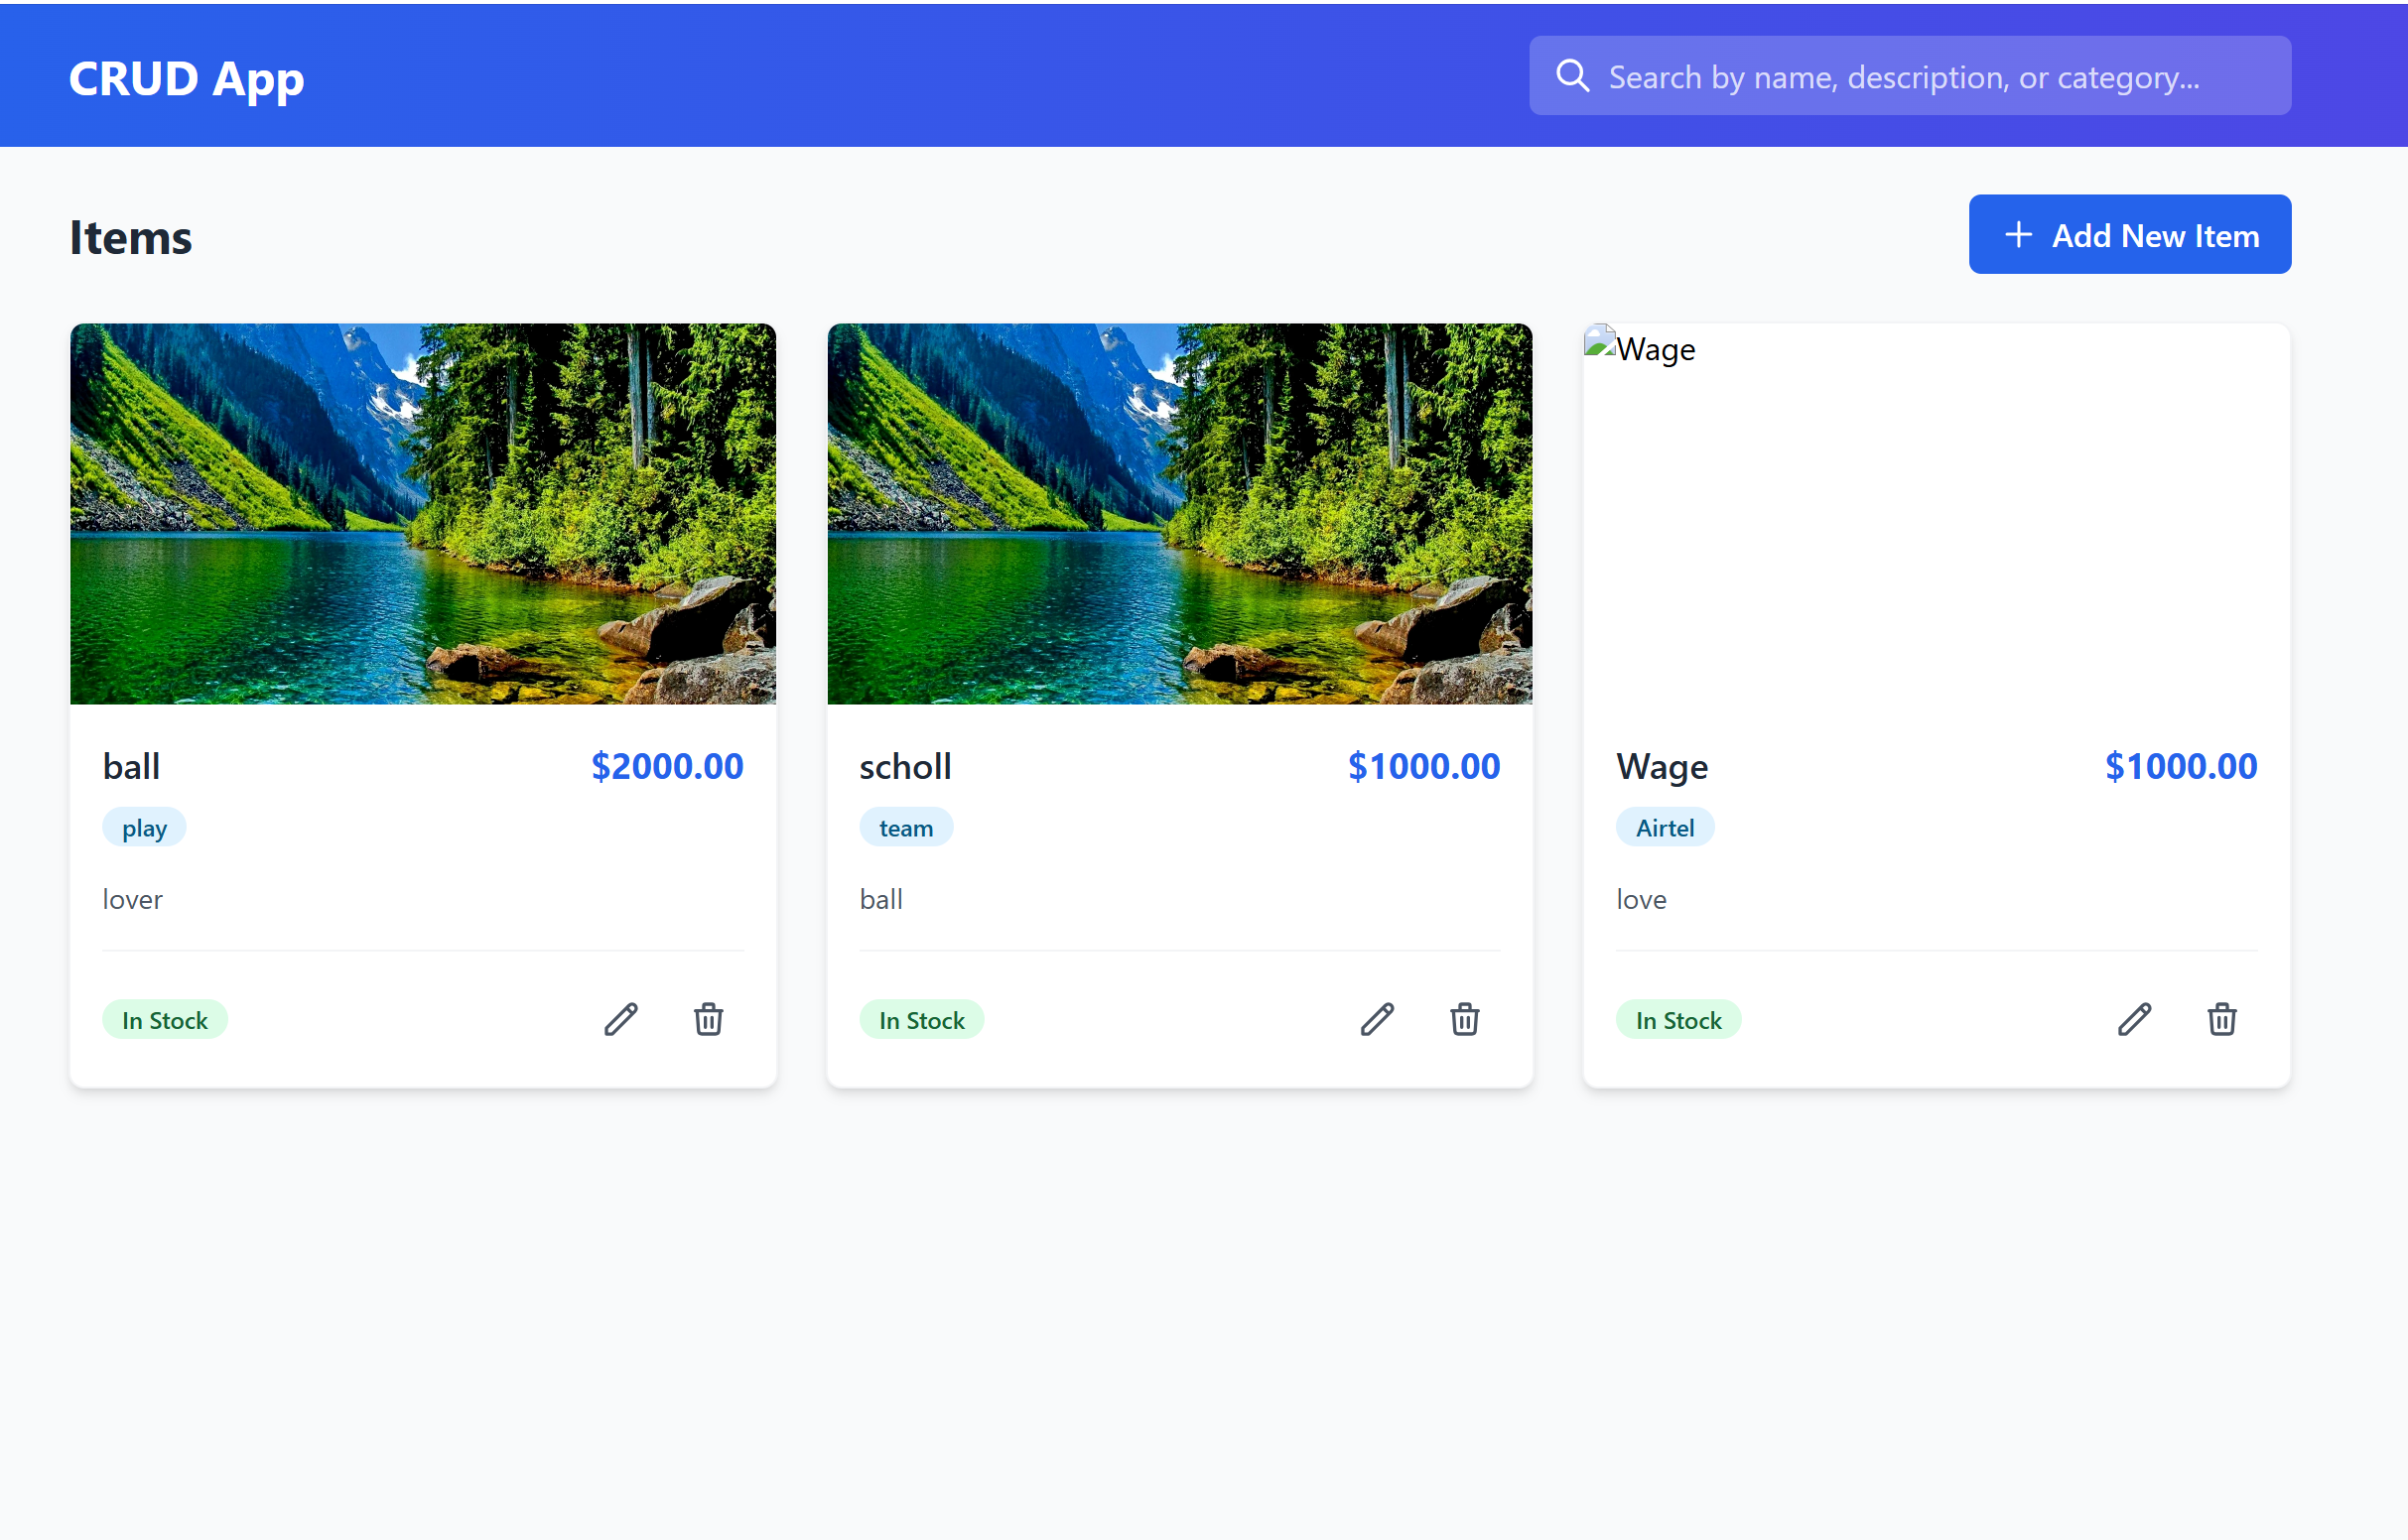 CRUD App
Search by name, description, or category...
Items
Add New Item
ball
$2000.00
play
lover
In Stock
scholl
$1000.00
team
ball
In Stock
Wage
Wage
$1000.00
Airtel
love
In Stock